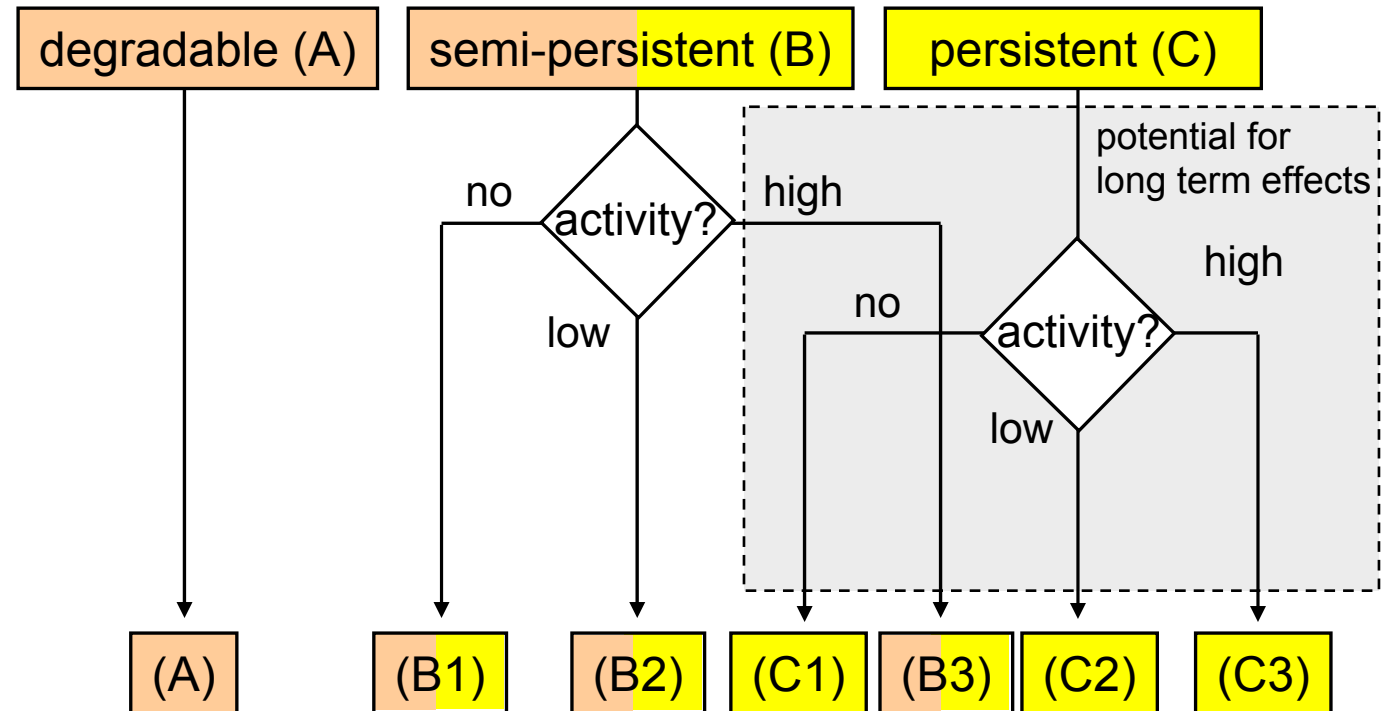 degradable (A)
semi-persistent (B)
persistent (C)
potential for
long term effects
no
activity?
high
low
high
no
activity?
low
(A)
(B1)
(B2)
(C1)
(B3)
(C2)
(C3)